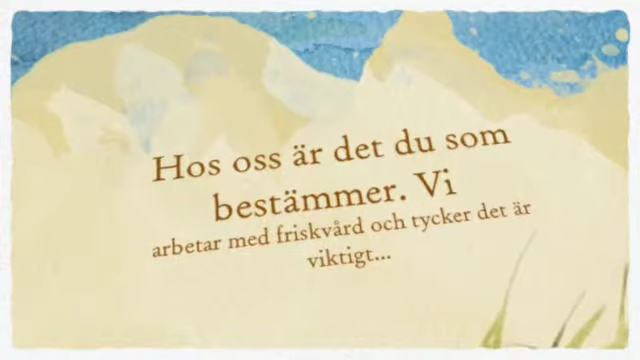 Hos oss är det du som
bestämmer. Vi
arbetar med friskvård och tycker det är
viktigt...